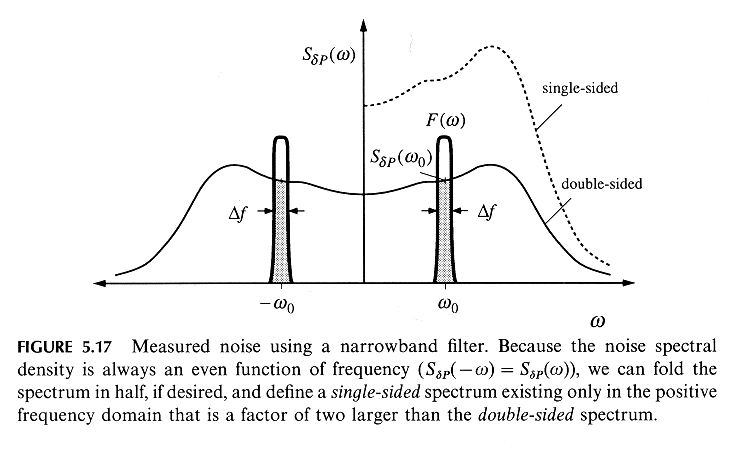 S_δP(ω)
single-sided
F(ω)
S_δP(ω₀)
double-sided
Δf
Δf
−ω₀
ω₀
ω
FIGURE 5.17 Measured noise using a narrowband filter. Because the noise spectral
density is always an even function of frequency (S_δP(−ω) = S_δP(ω)), we can fold the
spectrum in half, if desired, and define a single-sided spectrum existing only in the positive
frequency domain that is a factor of two larger than the double-sided spectrum.